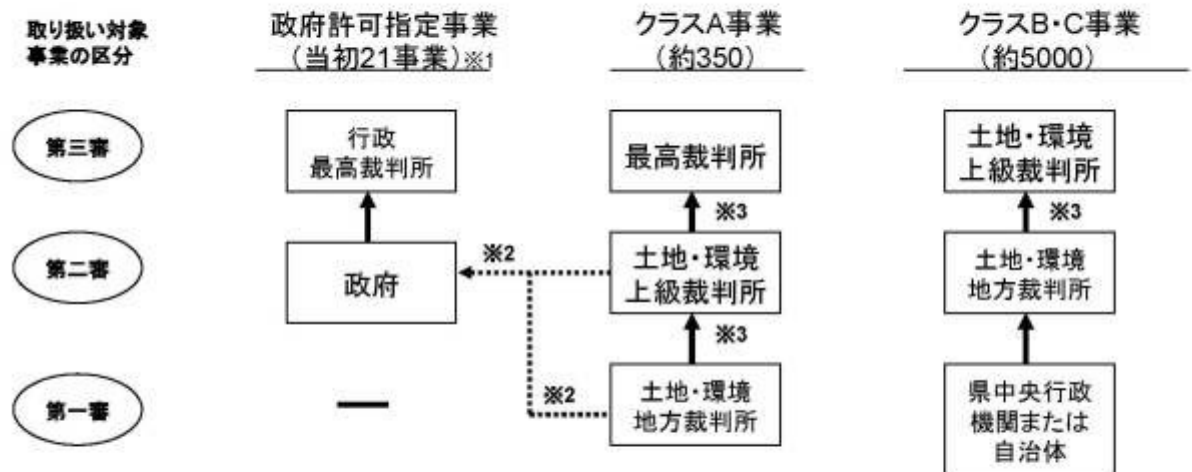 取り扱い対象
事業の区分
政府許可指定事業
(当初21事業)※1
クラスA事業
(約350)
クラスB・C事業
(約5000)
第三審
行政
最高裁判所
最高裁判所
土地・環境
上級裁判所
※3
※3
第二審
政府
※2
土地・環境
上級裁判所
土地・環境
地方裁判所
※3
第一審
―
※2
土地・環境
地方裁判所
県中央行政
機関または
自治体